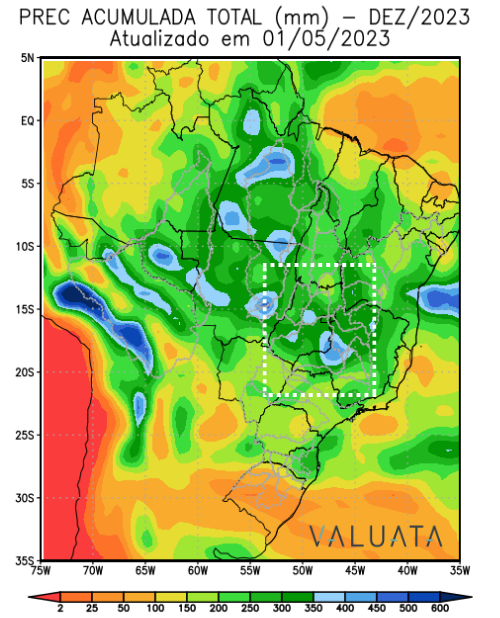 PREC ACUMULADA TOTAL (mm) – DEZ/2023
Atualizado em 01/05/2023
5N
EQ
5S
10S
15S
20S
25S
30S
35S
VALUATA
75W 70W 65W 60W 55W 50W 45W 40W 35W
2 25 50 100 150 200 250 300 350 400 450 500 600